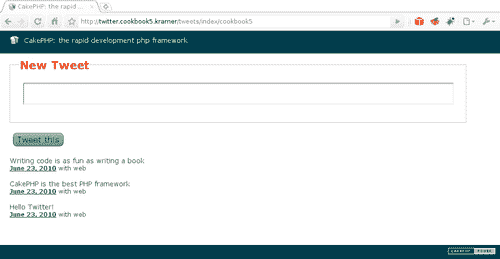 CakePHP: the rapid ...
http://twitter.cookbook5.kramer/tweets/index/cookbook5
CakePHP: the rapid development php framework
New Tweet
Tweet this
Writing code is as fun as writing a book
June 23, 2010 with web
CakePHP is the best PHP framework
June 23, 2010 with web
Hello Twitter!
June 23, 2010 with web
CAKEPHP POWER